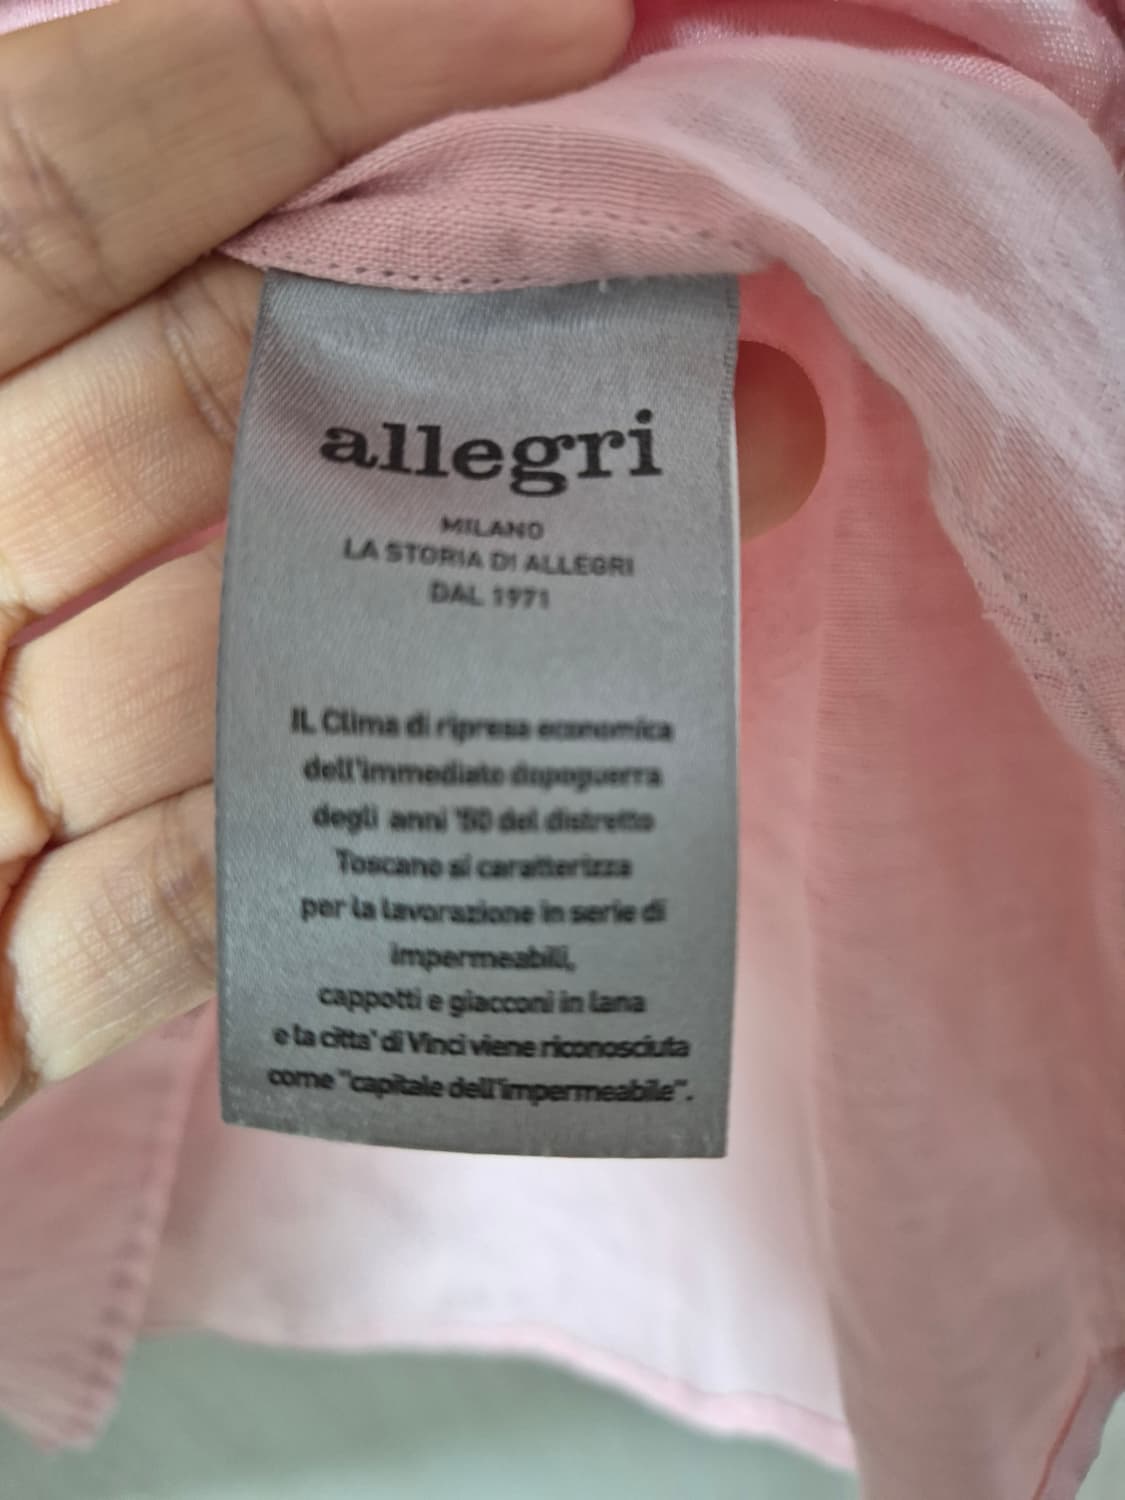 allegri
MILANO
LA STORIA DI ALLEGRI
DAL 1971
IL Clima di ripresa economica
dell'immediato dopoguerra
degli anni '50 del distretto
Toscano si caratterizza
per la lavorazione in serie di
impermeabili,
cappotti e giacconi in lana
e la citta' di Vinci viene riconosciuta
come "capitale dell'impermeabile".